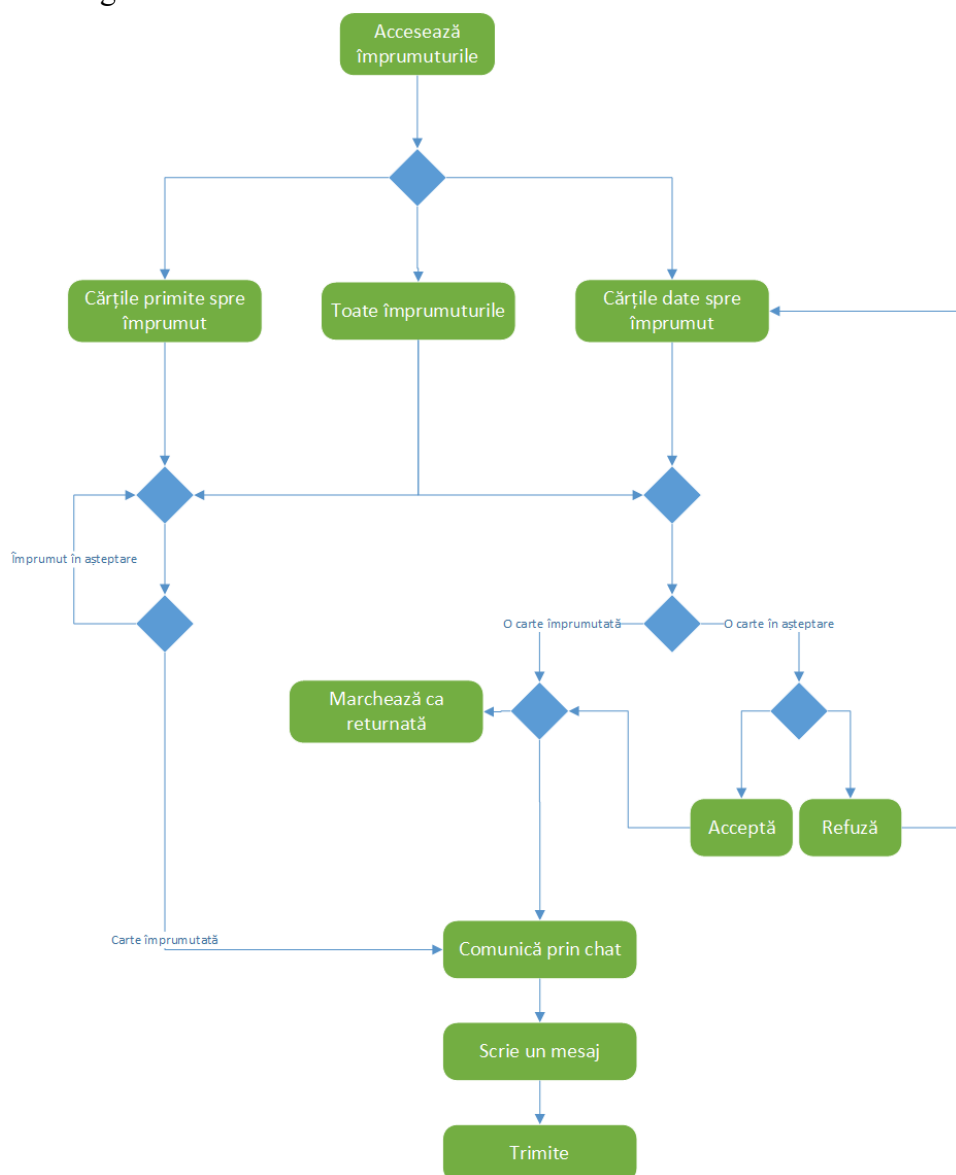 Accesează
împrumuturile
Cărțile primite spre
împrumut
Toate împrumuturile
Cărțile date spre
împrumut
Împrumut în așteptare
O carte împrumutată
O carte în așteptare
Marchează ca
returnată
Acceptă
Refuză
Carte împrumutată
Comunică prin chat
Scrie un mesaj
Trimite